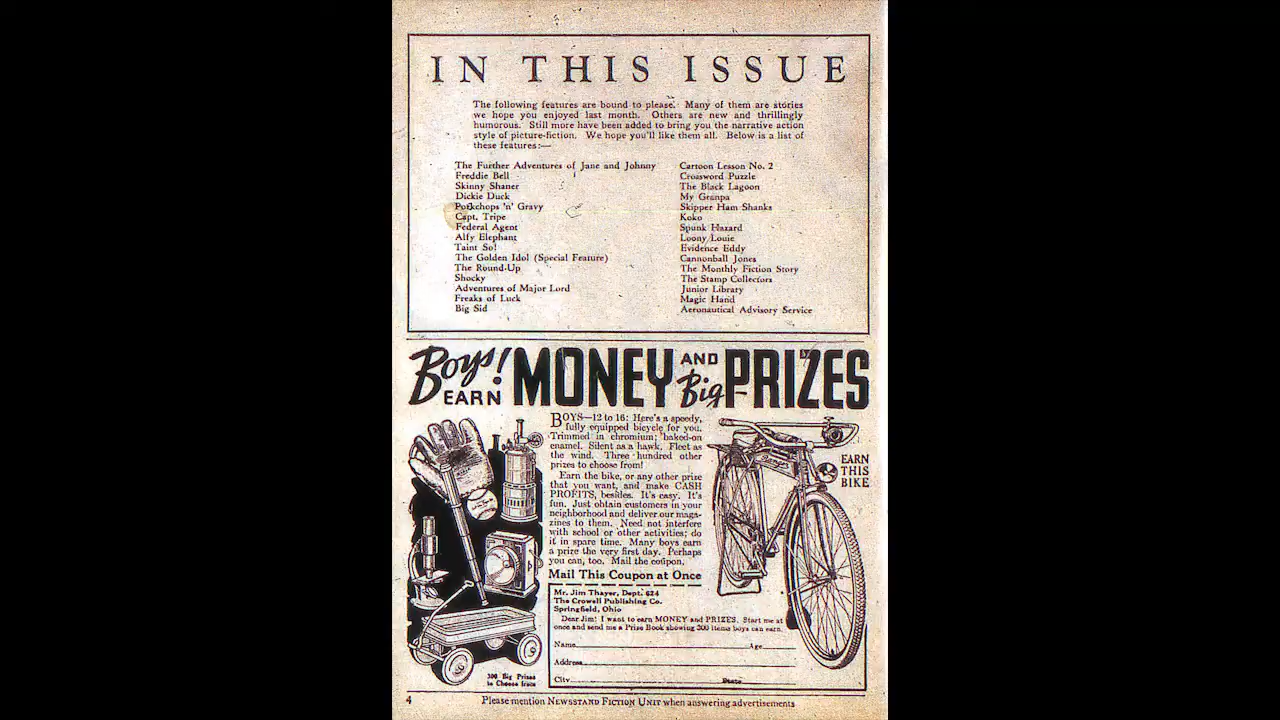 IN THIS ISSUE
The following features are bound to please. Many of them are stories
we hope you enjoyed last month. Others are new and thrillingly
humorous. Still more have been added to bring you the narrative action
style of picture-fiction. We hope you'll like them all. Below is a list of
these features:—
The Further Adventures of Jane and Johnny
Freddie Bell
Skinny Shaner
Dickie Duck
Porkchops 'n' Gravy
Capt. Tripe
Federal Agent
Alfy Elephant
Taint So!
The Golden Idol (Special Feature)
The Round-Up
Shocky
Adventures of Major Lord
Freaks of Luck
Big Sid
Cartoon Lesson No. 2
Crossword Puzzle
The Black Lagoon
My Granpa
Skipper Ham Shanks
Koko
Spunk Hazard
Loony Louie
Evidence Eddy
Cannonball Jones
The Monthly Fiction Story
The Stamp Collectors
Junior Library
Magic Hand
Aeronautical Advisory Service
Boys! EARN MONEY AND Big PRIZES
BOYS—12 to 16: Here's a speedy,
fully equipped bicycle for you.
Trimmed in chromium; baked-on
enamel. Silent as a hawk. Fleet as
the wind. Three hundred other
prizes to choose from!
Earn the bike, or any other prize
that you want, and make CASH
PROFITS, besides. It's easy. It's
fun. Just obtain customers in your
neighborhood and deliver our maga-
zines to them. Need not interfere
with school or other activities; do
it in spare time. Many boys earn
a prize the very first day. Perhaps
you can, too. Mail the coupon.
Mail This Coupon at Once
EARN
THIS
BIKE
Mr. Jim Thayer, Dept. 624
The Crowell Publishing Co.
Springfield, Ohio
Dear Jim: I want to earn MONEY and PRIZES. Start me at
once and send me a Prize Book showing 300 items boys can earn.
Name Age
Address
City State
300 Big Prizes
to Choose from
4 Please mention NEWSSTAND FICTION UNIT when answering advertisements